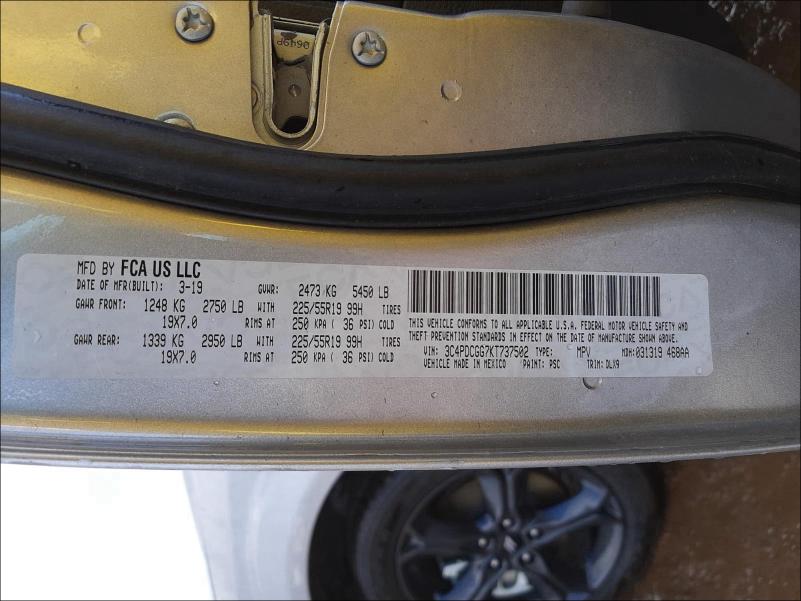 D649P
MFD BY FCA US LLC
DATE OF MFR(BUILT): 3-19 GVWR: 2473 KG 5450 LB
GAWR FRONT: 1248 KG 2750 LB WITH 225/55R19 99H TIRES
19X7.0 RIMS AT 250 KPA ( 36 PSI) COLD
GAWR REAR: 1339 KG 2950 LB WITH 225/55R19 99H TIRES
19X7.0 RIMS AT 250 KPA ( 36 PSI) COLD
THIS VEHICLE CONFORMS TO ALL APPLICABLE U.S.A. FEDERAL MOTOR VEHICLE SAFETY AND
THEFT PREVENTION STANDARDS IN EFFECT ON THE DATE OF MANUFACTURE SHOWN ABOVE.
VIN: 3C4PDCGG7KT737502 TYPE: MPV MDH:031319 468AA
VEHICLE MADE IN MEXICO PAINT: PSC TRIM: DLX9